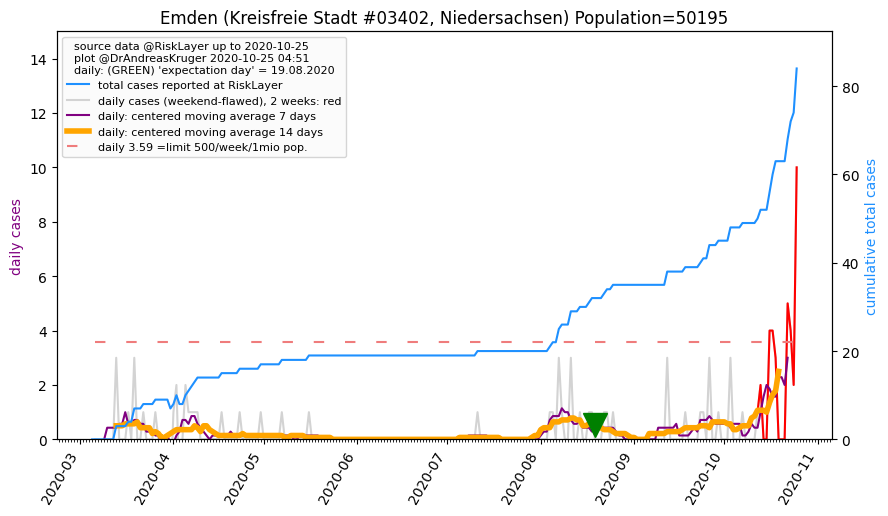 Emden (Kreisfreie Stadt #03402, Niedersachsen) Population=50195
source data @RiskLayer up to 2020-10-25
plot @DrAndreasKruger 2020-10-25 04:51
daily: (GREEN) 'expectation day' = 19.08.2020
total cases reported at RiskLayer
daily cases (weekend-flawed), 2 weeks: red
daily: centered moving average 7 days
daily: centered moving average 14 days
daily 3.59 =limit 500/week/1mio pop.
daily cases
14
12
10
8
6
4
2
0
cumulative total cases
80
60
40
20
0
2020-03
2020-04
2020-05
2020-06
2020-07
2020-08
2020-09
2020-10
2020-11